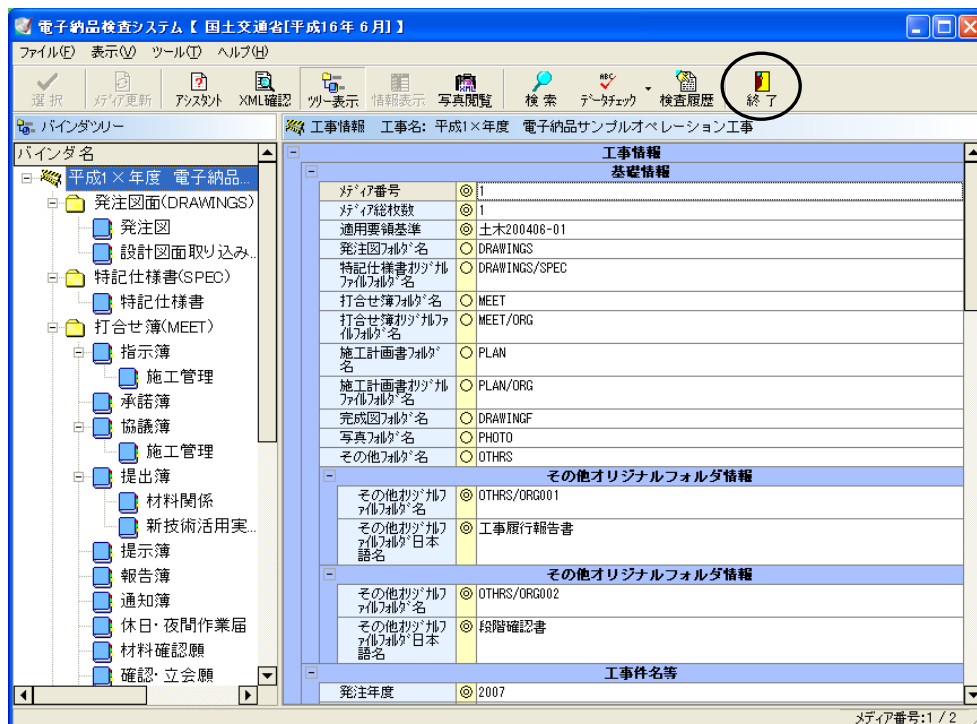 電子納品検査システム【 国土交通省[平成16年 6月] 】
ファイル(F) 表示(V) ツール(T) ヘルプ(H)
選 択 メディア更新 アシスタント XML確認 ツリー表示 情報表示 写真閲覧 検 索 データチェック 検査履歴 終 了
バインダツリー
バインダ名
平成1×年度 電子納品...
発注図面(DRAWINGS)
発注図
設計図面取り込み..
特記仕様書(SPEC)
特記仕様書
打合せ簿(MEET)
指示簿
施工管理
承諾簿
協議簿
施工管理
提出簿
材料関係
新技術活用実...
提示簿
報告簿
通知簿
休日・夜間作業届
材料確認願
確認・立会願
工事情報 工事名: 平成1×年度 電子納品サンプルオペレーション工事
工事情報
基礎情報
メディア番号 ◎ 1
メディア総枚数 ◎ 1
適用要領基準 ◎ 土木200406-01
発注図フォルダ名 ○ DRAWINGS
特記仕様書オリジナル ○ DRAWINGS/SPEC
ファイルフォルダ名
打合せ簿フォルダ名 ○ MEET
打合せ簿オリジナルファ ○ MEET/ORG
イルフォルダ名
施工計画書フォルダ ○ PLAN
名
施工計画書オリジナル ○ PLAN/ORG
ファイルフォルダ名
完成図フォルダ名 ○ DRAWINGF
写真フォルダ名 ○ PHOTO
その他フォルダ名 ○ OTHRS
その他オリジナルフォルダ情報
その他オリジナルフ ◎ OTHRS/ORG001
ァイルフォルダ名
その他オリジナルフ ◎ 工事履行報告書
ァイルフォルダ日本
語名
その他オリジナルフォルダ情報
その他オリジナルフ ◎ OTHRS/ORG002
ァイルフォルダ名
その他オリジナルフ ◎ 段階確認書
ァイルフォルダ日本
語名
工事件名等
発注年度 ◎ 2007
メディア番号:1 / 2